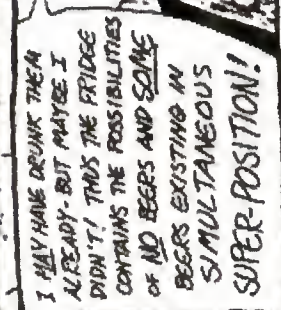 I MAY HAVE DRUNK THEM
ALREADY - BUT MAYBE I
DIDN'T! THUS THE FRIDGE
CONTAINS THE POSSIBILITIES
OF NO BEERS AND SOME
BEERS EXISTING IN
SIMULTANEOUS
SUPER-POSITION!